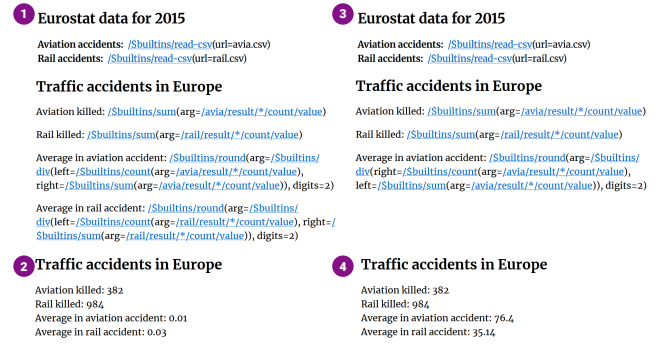 1 Eurostat data for 2015
Aviation accidents: /$builtins/read-csv(url=avia.csv)
Rail accidents: /$builtins/read-csv(url=rail.csv)
Traffic accidents in Europe
Aviation killed: /$builtins/sum(arg=/avia/result/*/count/value)
Rail killed: /$builtins/sum(arg=/rail/result/*/count/value)
Average in aviation accident: /$builtins/round(arg=/$builtins/
div(left=/$builtins/count(arg=/avia/result/*/count/value),
right=/$builtins/sum(arg=/avia/result/*/count/value)), digits=2)
Average in rail accident: /$builtins/round(arg=/$builtins/
div(left=/$builtins/count(arg=/rail/result/*/count/value), right=/
$builtins/sum(arg=/rail/result/*/count/value)), digits=2)
2 Traffic accidents in Europe
Aviation killed: 382
Rail killed: 984
Average in aviation accident: 0.01
Average in rail accident: 0.03
3 Eurostat data for 2015
Aviation accidents: /$builtins/read-csv(url=avia.csv)
Rail accidents: /$builtins/read-csv(url=rail.csv)
Traffic accidents in Europe
Aviation killed: /$builtins/sum(arg=/avia/result/*/count/value)
Rail killed: /$builtins/sum(arg=/rail/result/*/count/value)
Average in aviation accident: /$builtins/round(arg=/$builtins/
div(right=/$builtins/count(arg=/avia/result/*/count/value),
left=/$builtins/sum(arg=/avia/result/*/count/value)), digits=2)
4 Traffic accidents in Europe
Aviation killed: 382
Rail killed: 984
Average in aviation accident: 76.4
Average in rail accident: 35.14